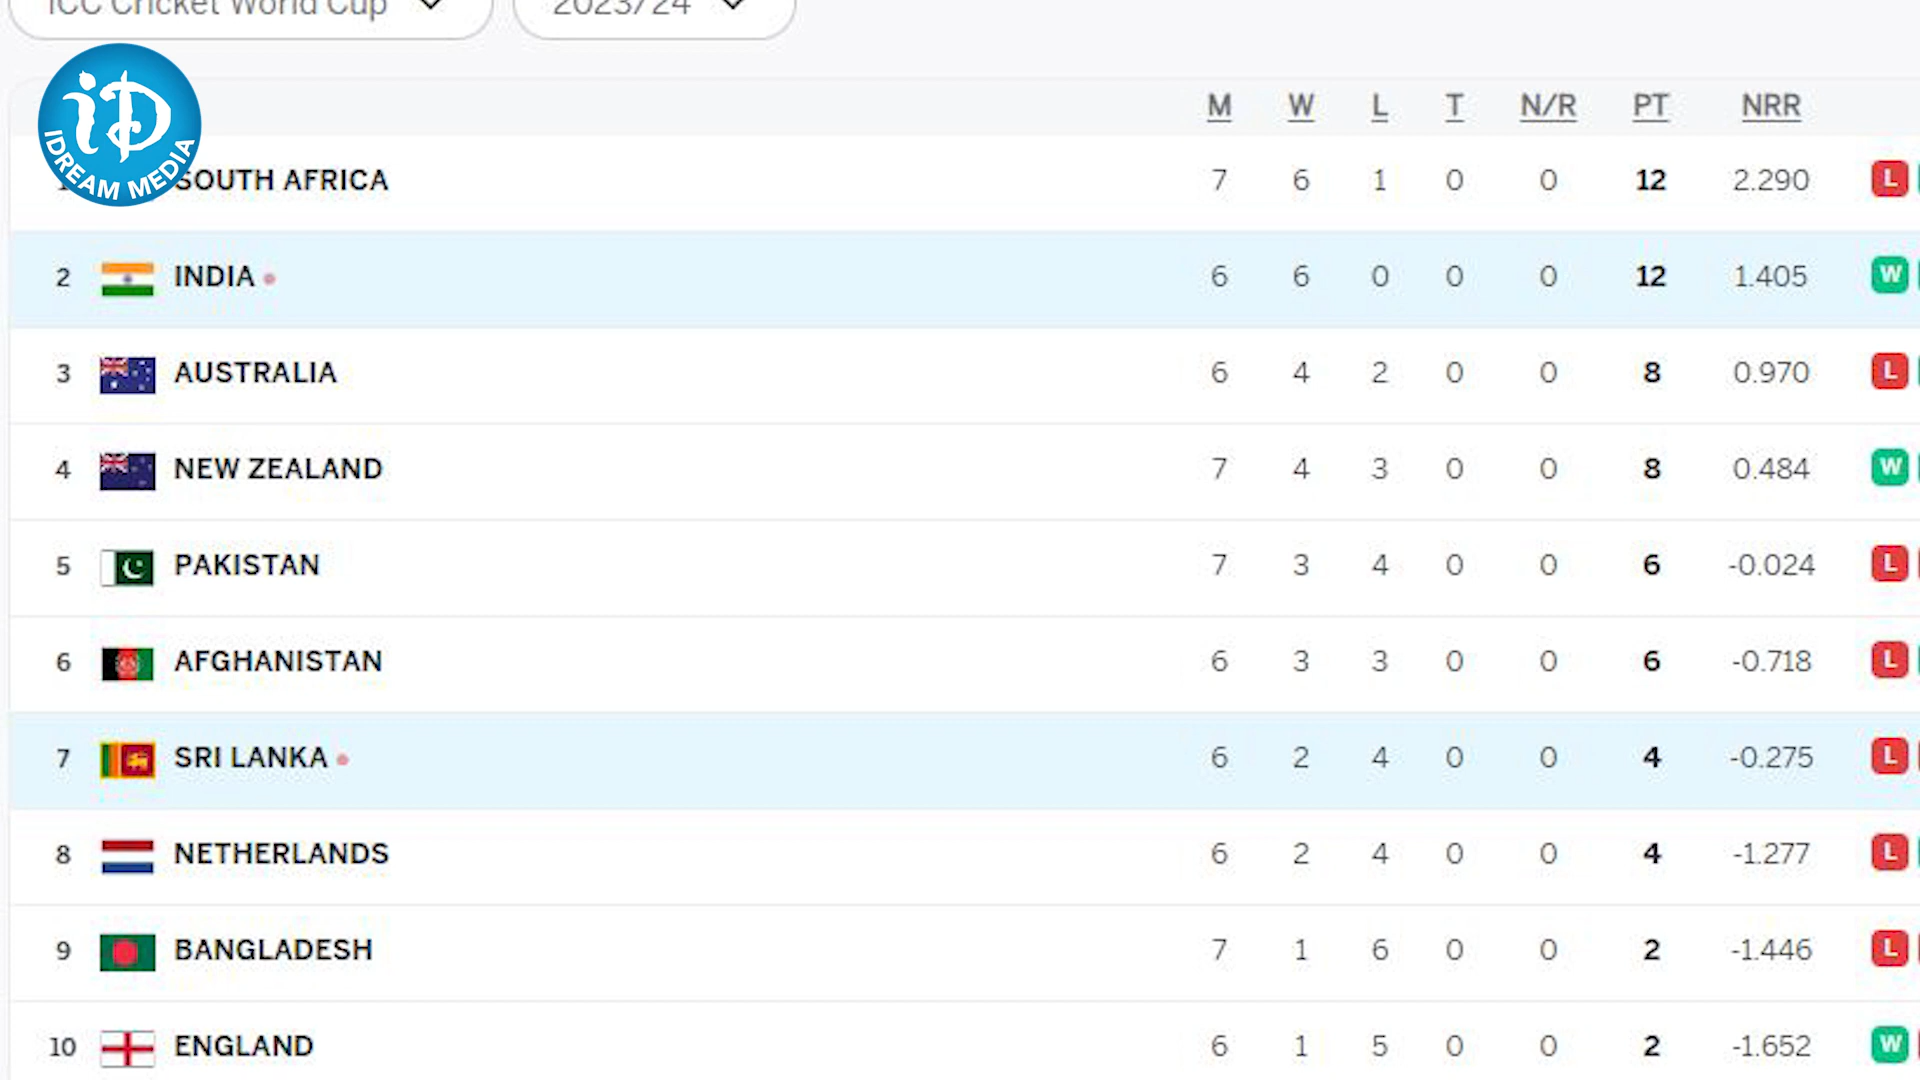 ICC Cricket World Cup 2023/24
iD
IDREAM MEDIA
M W L T N/R PT NRR
SOUTH AFRICA 7 6 1 0 0 12 2.290 L
2 INDIA 6 6 0 0 0 12 1.405 W
3 AUSTRALIA 6 4 2 0 0 8 0.970 L
4 NEW ZEALAND 7 4 3 0 0 8 0.484 W
5 PAKISTAN 7 3 4 0 0 6 -0.024 L
6 AFGHANISTAN 6 3 3 0 0 6 -0.718 L
7 SRI LANKA 6 2 4 0 0 4 -0.275 L
8 NETHERLANDS 6 2 4 0 0 4 -1.277 L
9 BANGLADESH 7 1 6 0 0 2 -1.446 L
10 ENGLAND 6 1 5 0 0 2 -1.652 W